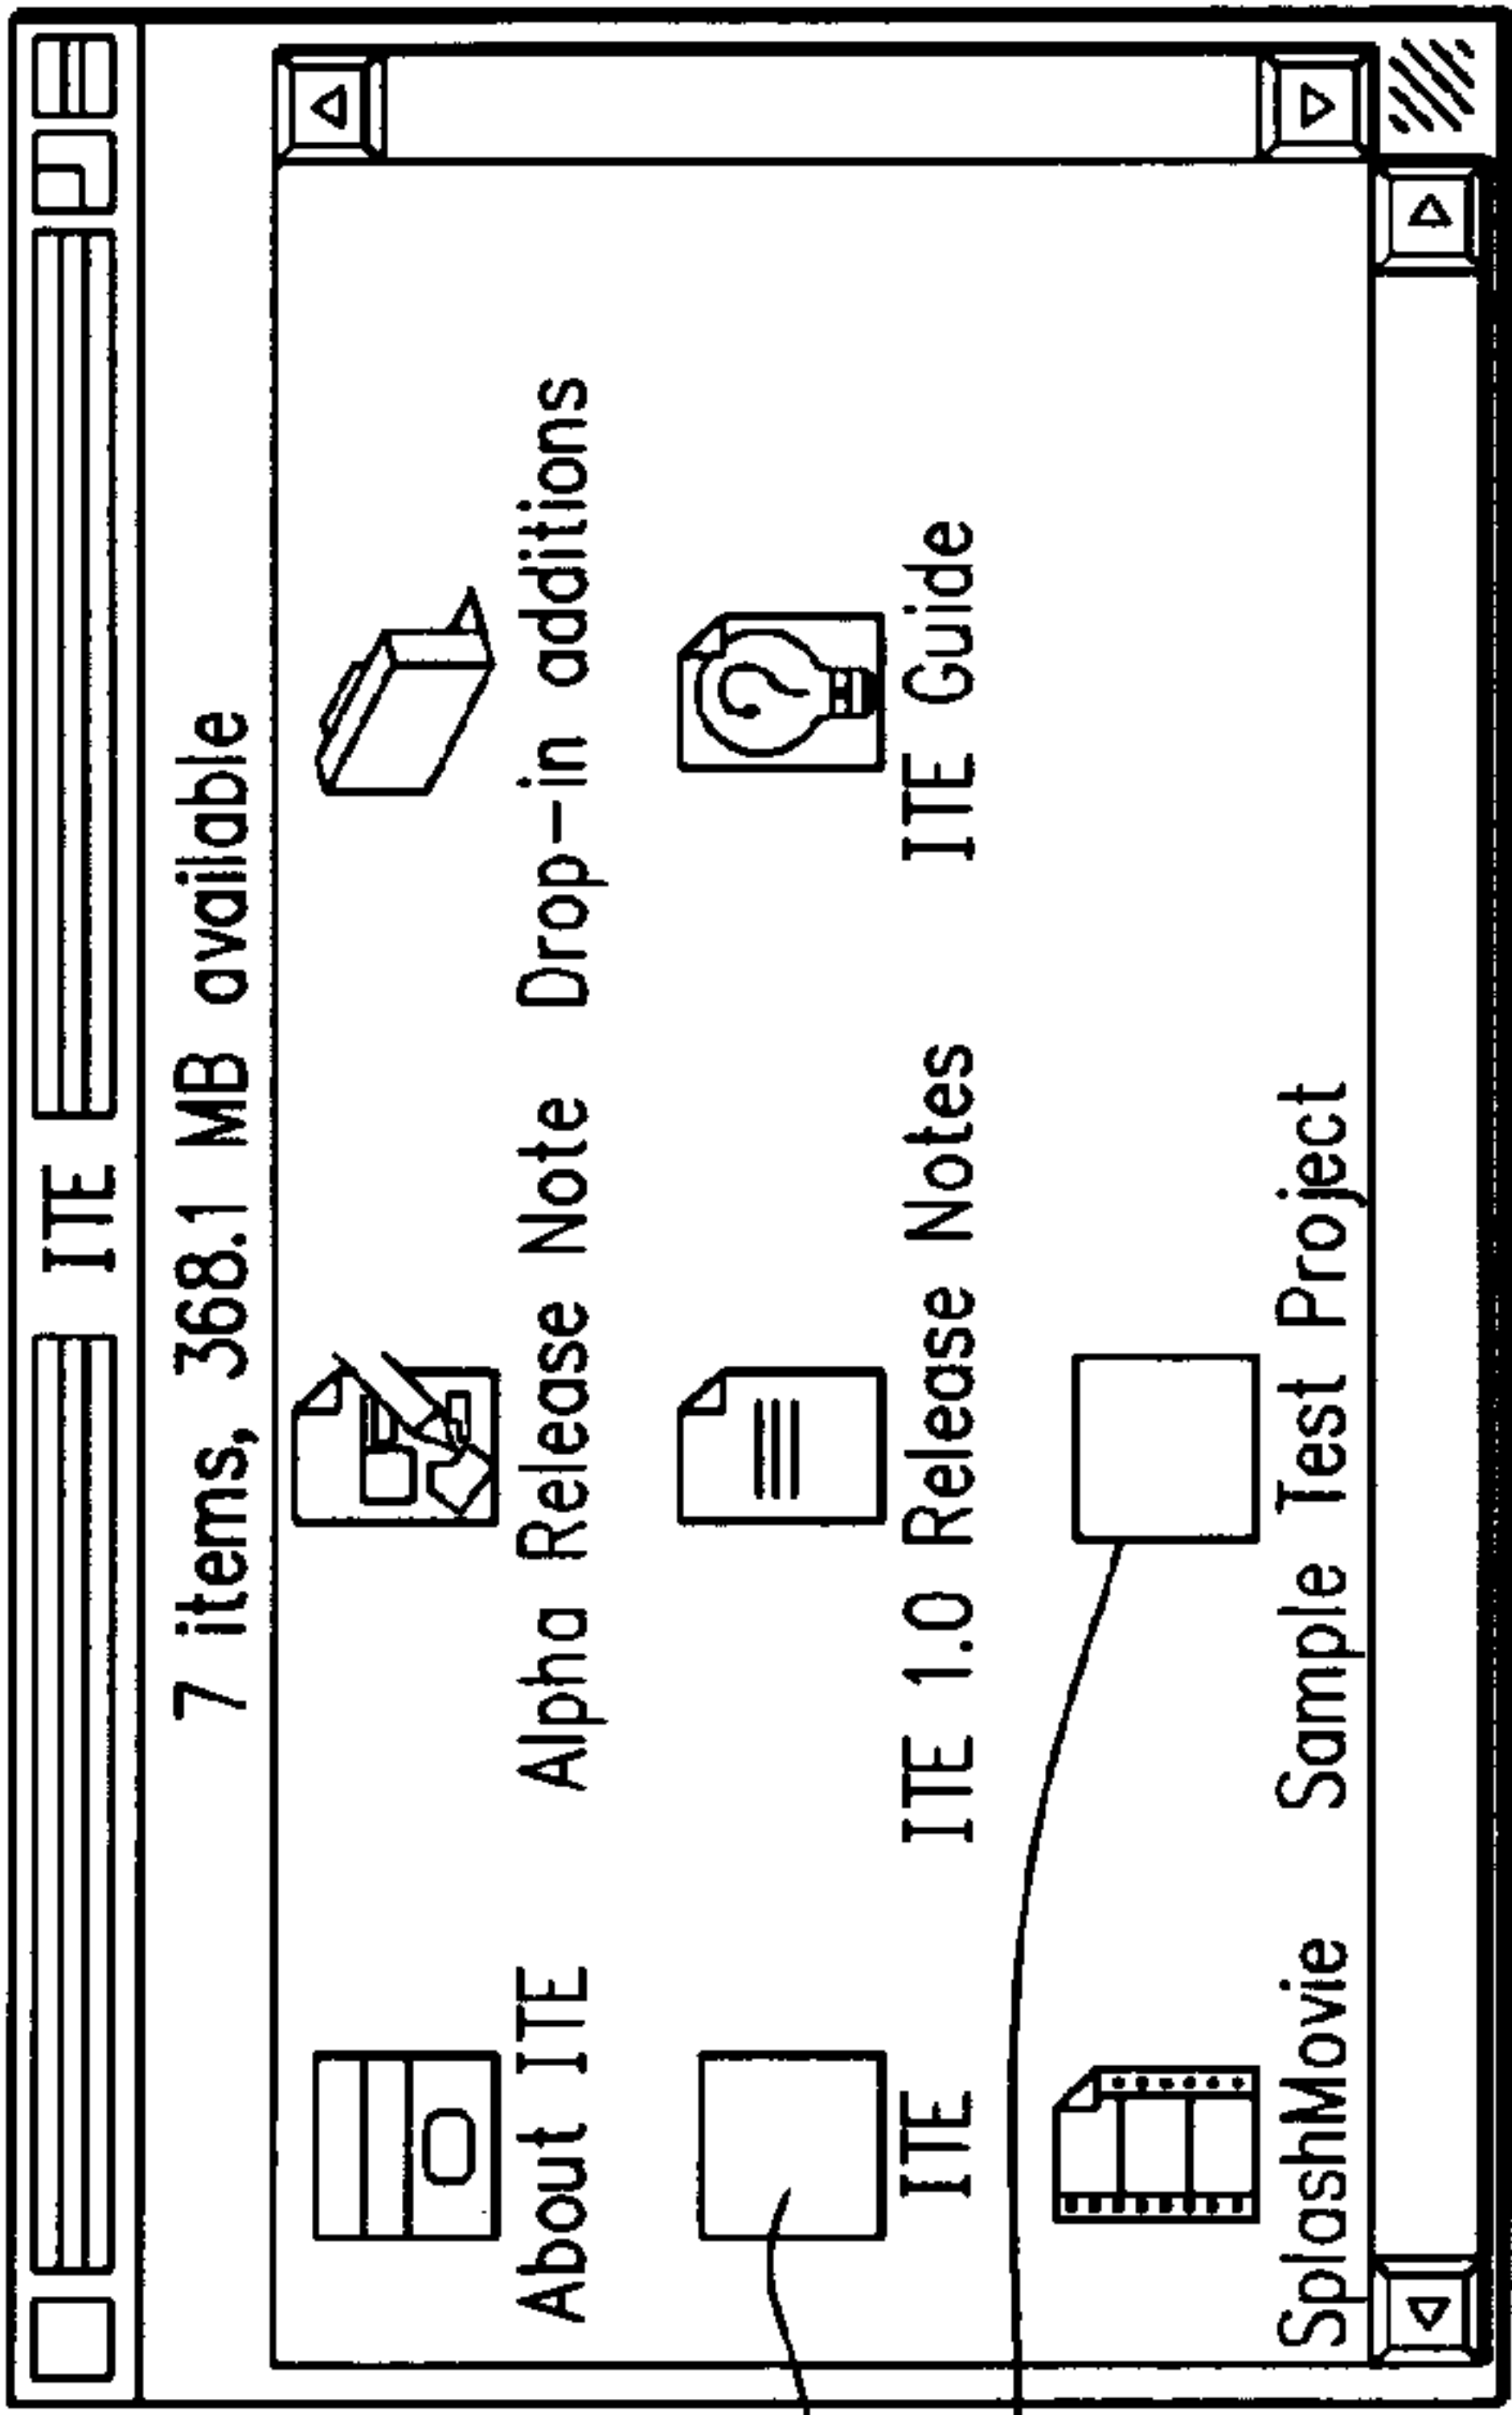 ITE
7 items, 368.1 MB available
About ITE Alpha Release Note Drop-in additions
ITE ITE 1.0 Release Notes ITE Guide
SplashMovie Sample Test Project